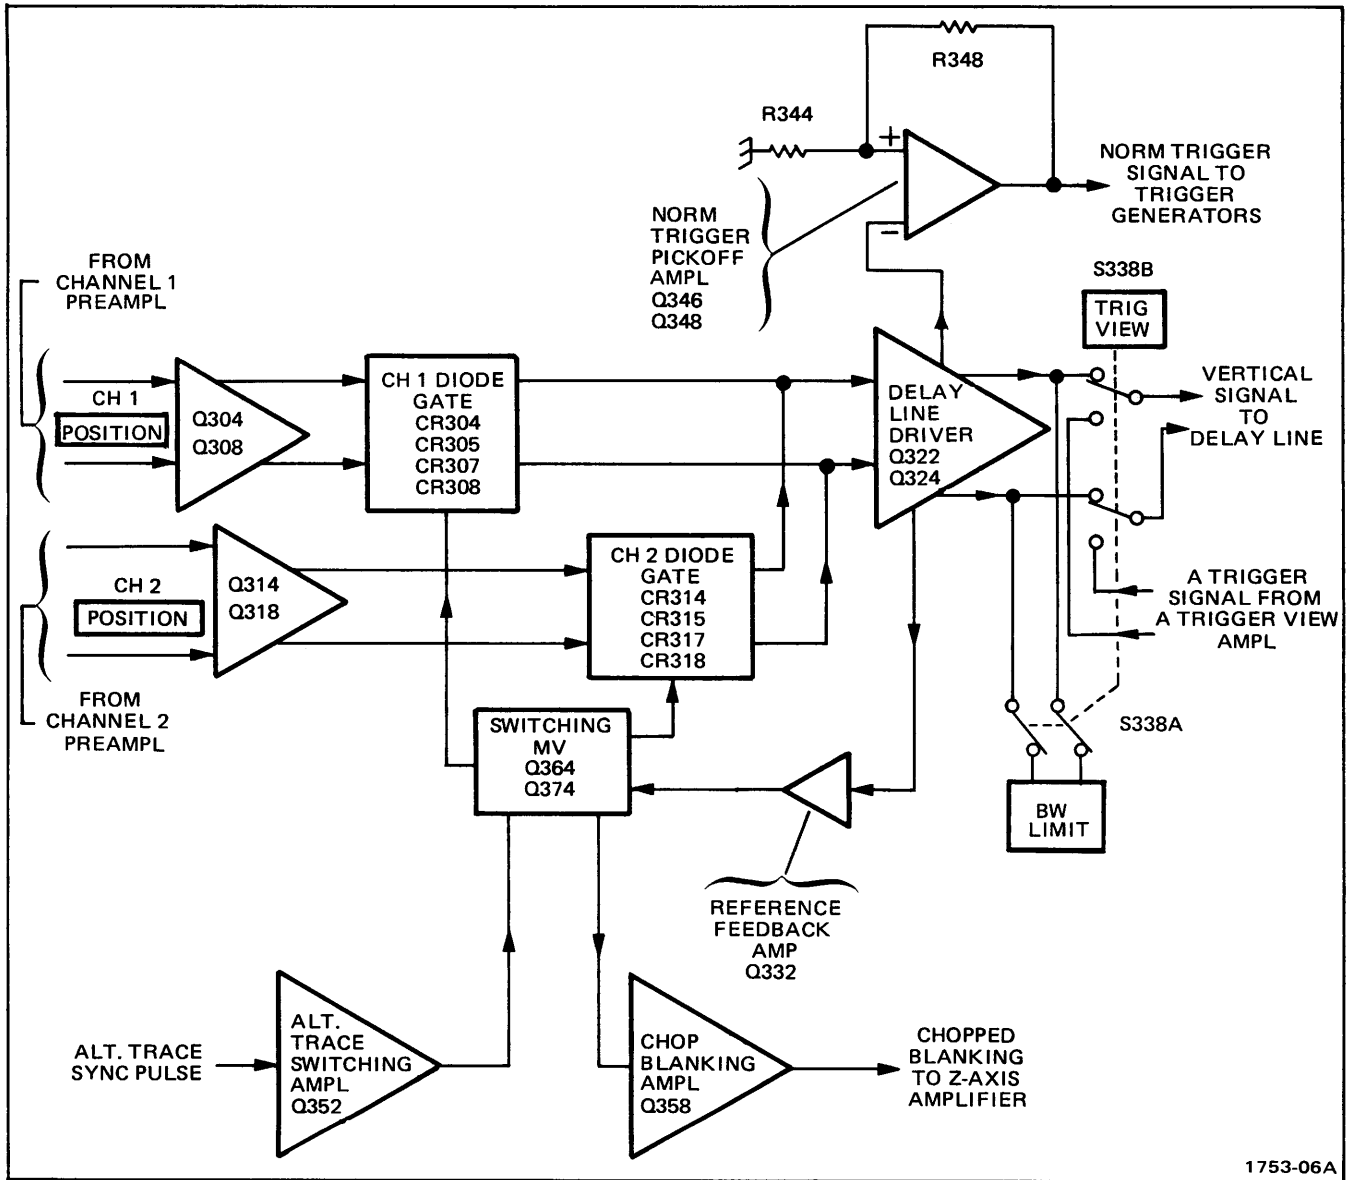 R348
R344
+
NORM TRIGGER
SIGNAL TO
TRIGGER
GENERATORS
NORM
TRIGGER
PICKOFF
AMPL
Q346
Q348
–
FROM
CHANNEL 1
PREAMPL
S338B
TRIG
VIEW
CH 1
POSITION
Q304
Q308
CH 1 DIODE
GATE
CR304
CR305
CR307
CR308
DELAY
LINE
DRIVER
Q322
Q324
VERTICAL
SIGNAL
TO
DELAY LINE
CH 2
POSITION
Q314
Q318
CH 2 DIODE
GATE
CR314
CR315
CR317
CR318
A TRIGGER
SIGNAL FROM
A TRIGGER VIEW
AMPL
FROM
CHANNEL 2
PREAMPL
SWITCHING
MV
Q364
Q374
S338A
BW
LIMIT
REFERENCE
FEEDBACK
AMP
Q332
ALT. TRACE
SYNC PULSE
ALT.
TRACE
SWITCHING
AMPL
Q352
CHOP
BLANKING
AMPL
Q358
CHOPPED
BLANKING
TO Z-AXIS
AMPLIFIER
1753-06A